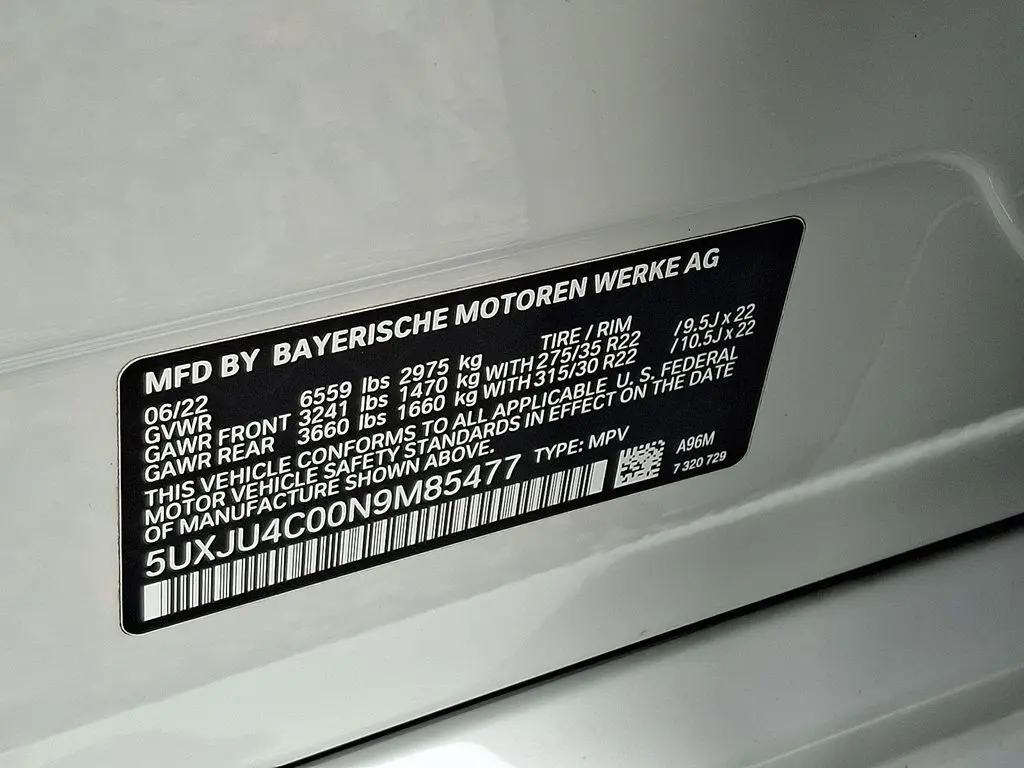 MFD BY BAYERISCHE MOTOREN WERKE AG
06/22 TIRE / RIM
GVWR 6559 lbs 2975 kg
GAWR FRONT 3241 lbs 1470 kg WITH 275/35 R22 /9.5J x 22
GAWR REAR 3660 lbs 1660 kg WITH 315/30 R22 /10.5J x 22
THIS VEHICLE CONFORMS TO ALL APPLICABLE U. S. FEDERAL
MOTOR VEHICLE SAFETY STANDARDS IN EFFECT ON THE DATE
OF MANUFACTURE SHOWN ABOVE.
5UXJU4C00N9M85477 TYPE: MPV A96M
7 320 729